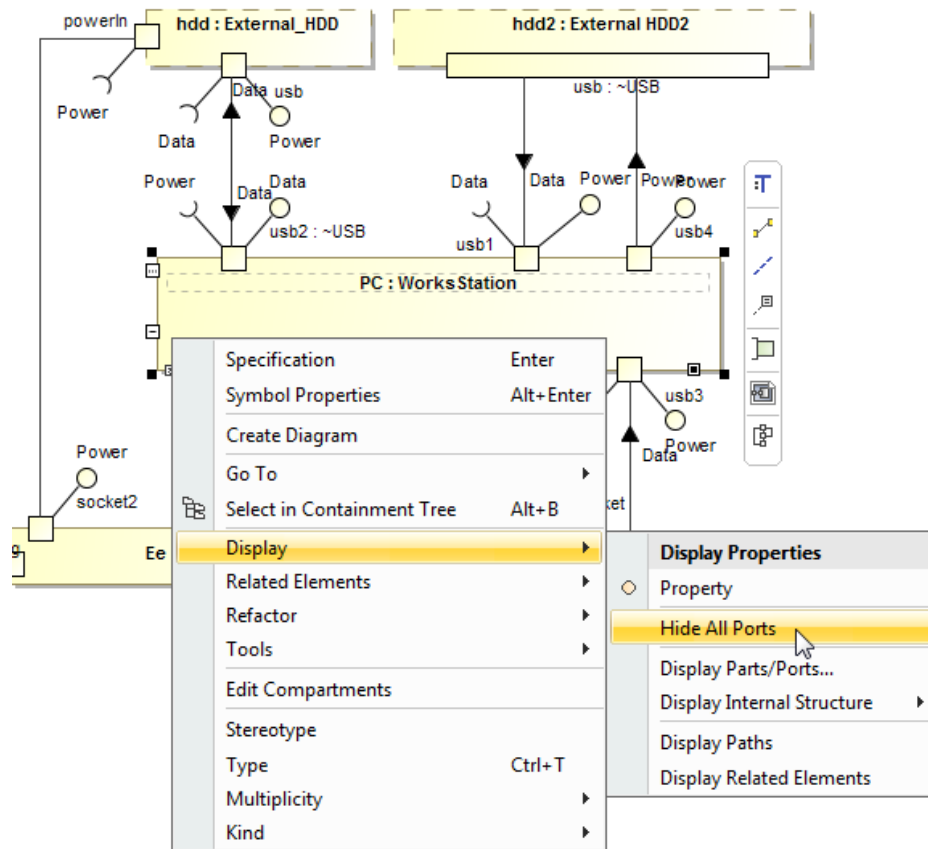 powerIn
hdd : External_HDD
hdd2 : External HDD2
Data usb
usb : ~USB
Power
Data
Power
Power
Data
Data
usb2 : ~USB
Data
Data
Power
Power
Power
usb1
usb4
PC : WorksStation
Specification Enter
Symbol Properties Alt+Enter
Create Diagram
Go To
Select in Containment Tree Alt+B
Display
Related Elements
Refactor
Tools
Edit Compartments
Stereotype
Type Ctrl+T
Multiplicity
Kind
usb3
Power
Data
Power
socket2
Ee
Display Properties
Property
Hide All Ports
Display Parts/Ports...
Display Internal Structure
Display Paths
Display Related Elements